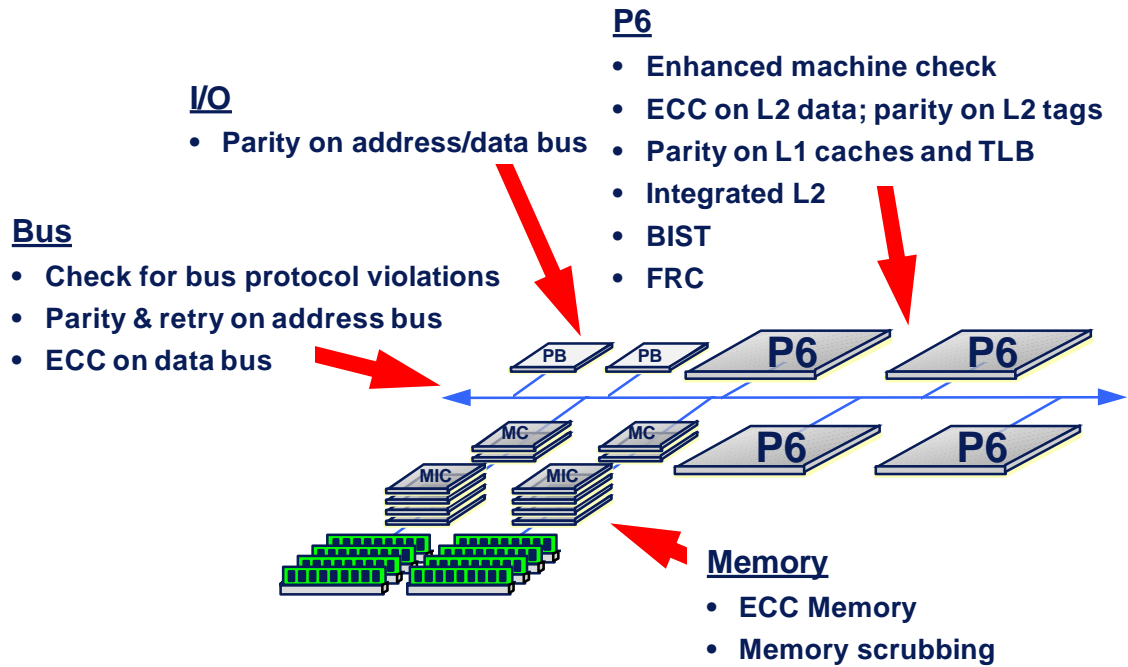 P6
• Enhanced machine check
• ECC on L2 data; parity on L2 tags
• Parity on L1 caches and TLB
• Integrated L2
• BIST
• FRC
I/O
• Parity on address/data bus
Bus
• Check for bus protocol violations
• Parity & retry on address bus
• ECC on data bus
PB
PB
P6
P6
MC
MC
P6
P6
MIC
MIC
Memory
• ECC Memory
• Memory scrubbing